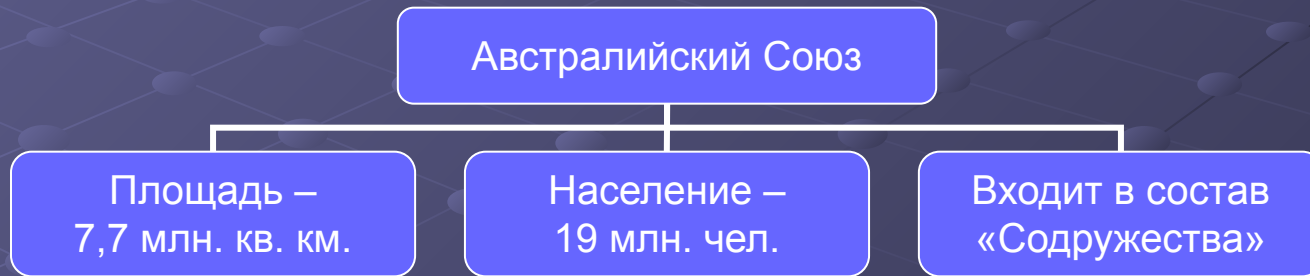 Австралийский Союз
Площадь –
7,7 млн. кв. км.
Население –
19 млн. чел.
Входит в состав
«Содружества»